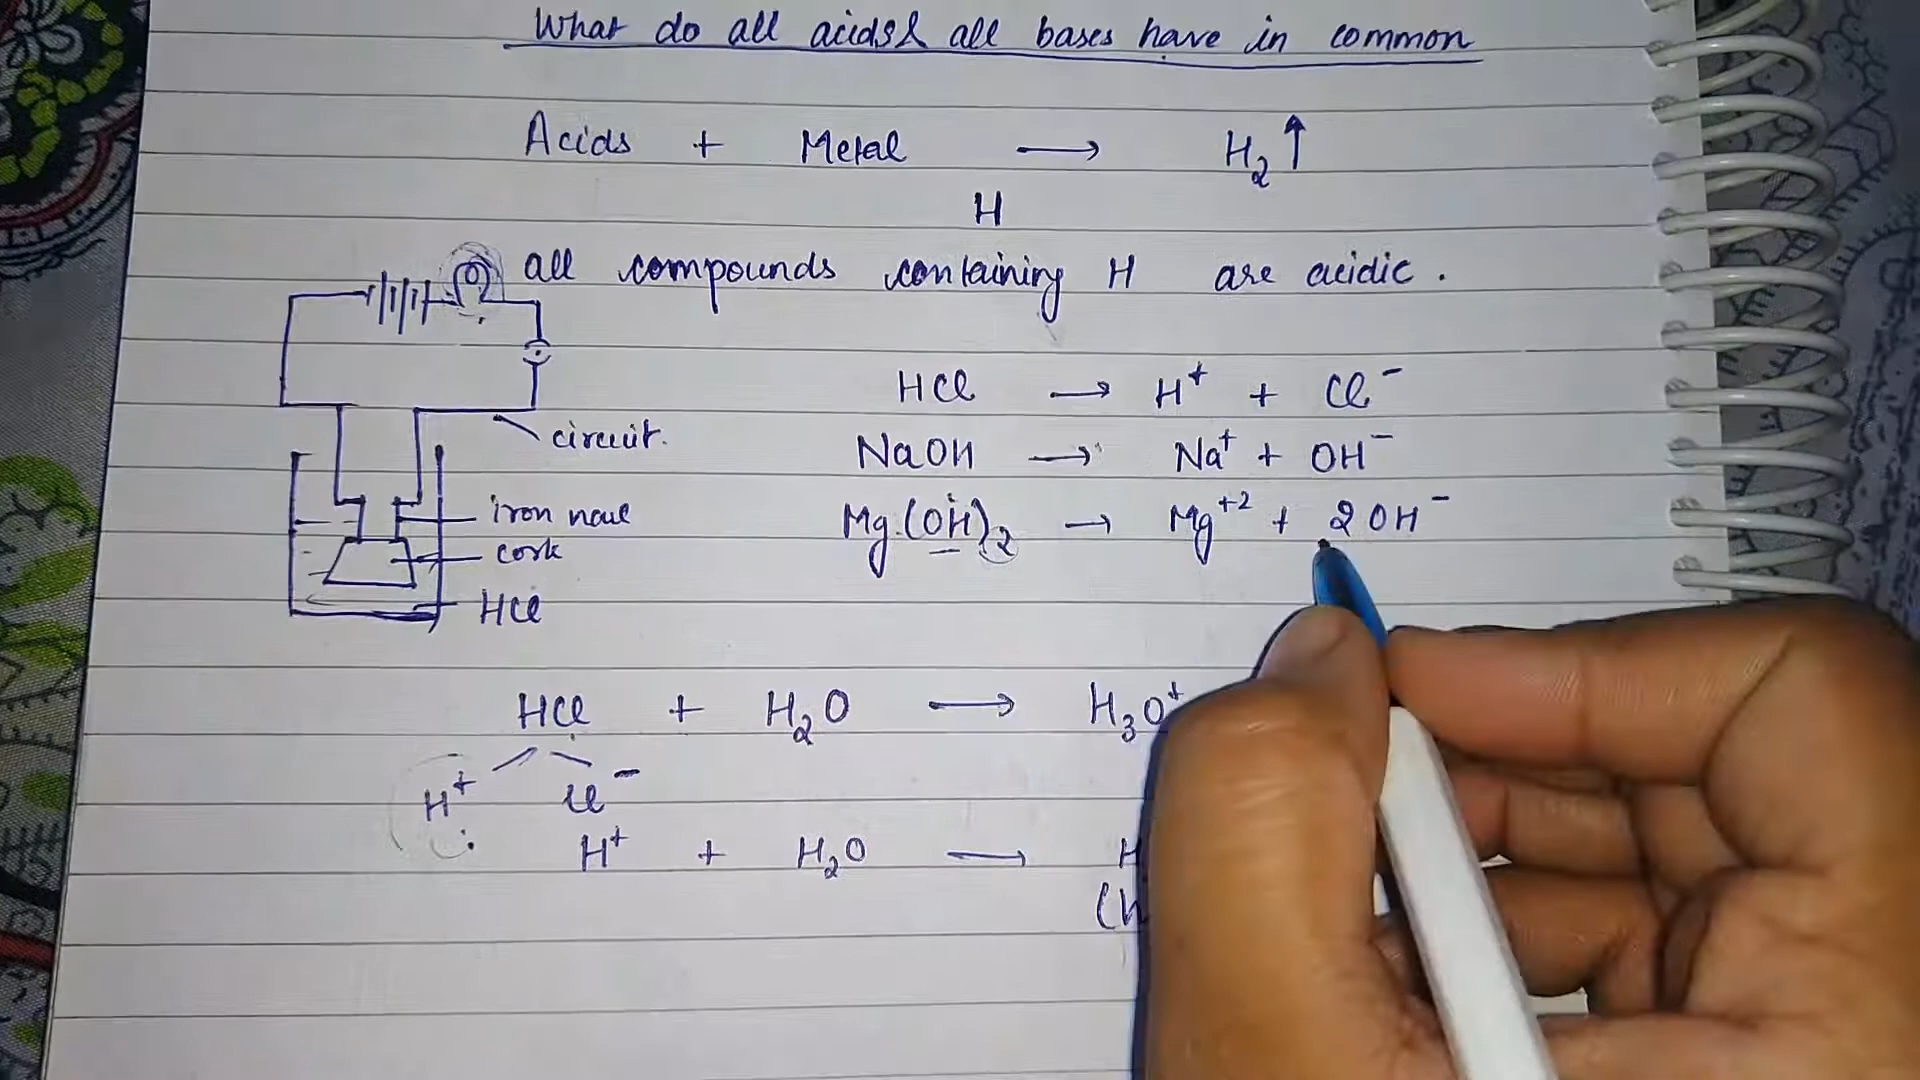 What do all acids & all bases have in common
Acids + Metal → H₂↑
H
all compounds containing H are acidic.
HCl → H⁺ + Cl⁻
circuit.
NaOH → Na⁺ + OH⁻
iron naul
Mg(OH)₂ → Mg⁺² + 2OH⁻
cork
HCl
HCl + H₂O → H₃O⁺
H⁺ Cl⁻
H⁺ + H₂O → H
(h